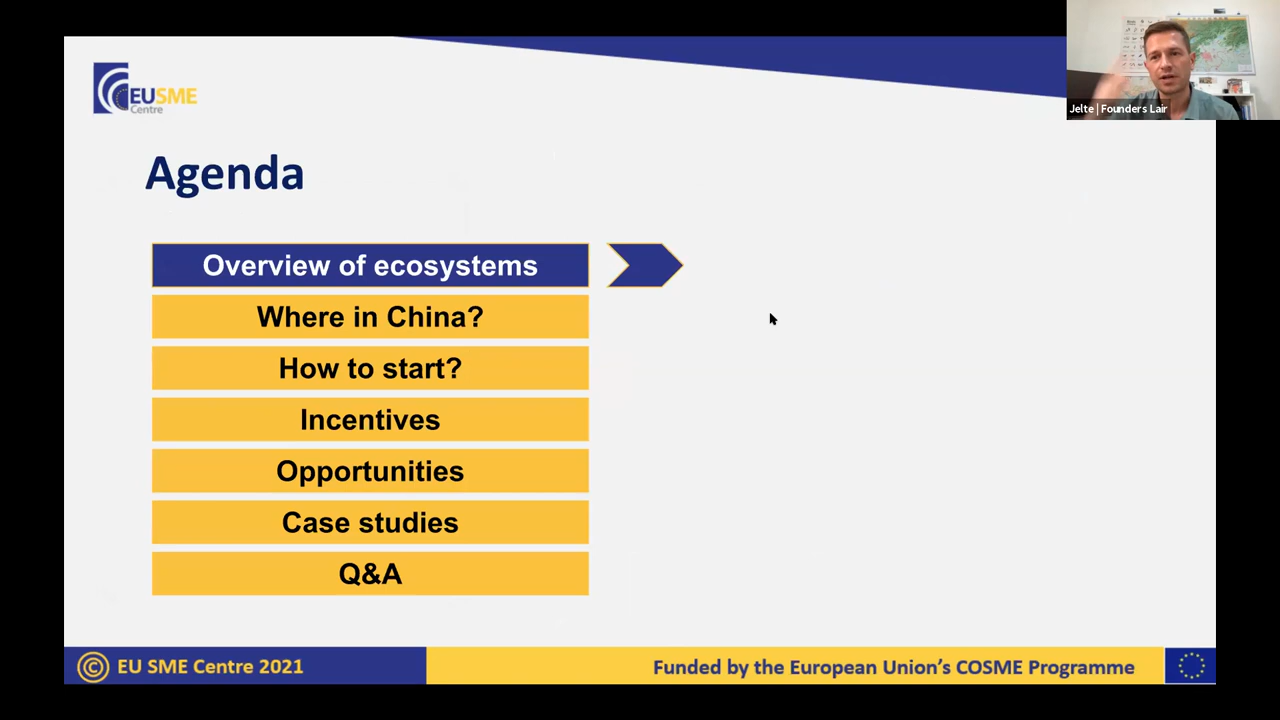 EUSME
Centre
Jelte | Founders Lair
Agenda
Overview of ecosystems
Where in China?
How to start?
Incentives
Opportunities
Case studies
Q&A
© EU SME Centre 2021
Funded by the European Union’s COSME Programme